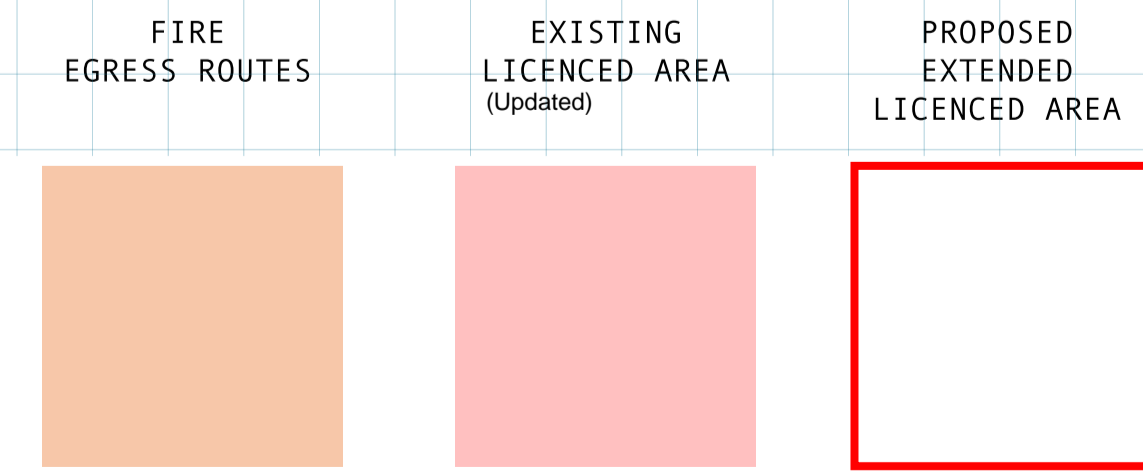 FIRE
EGRESS ROUTES
EXISTING
LICENCED AREA
(Updated)
PROPOSED
EXTENDED
LICENCED AREA